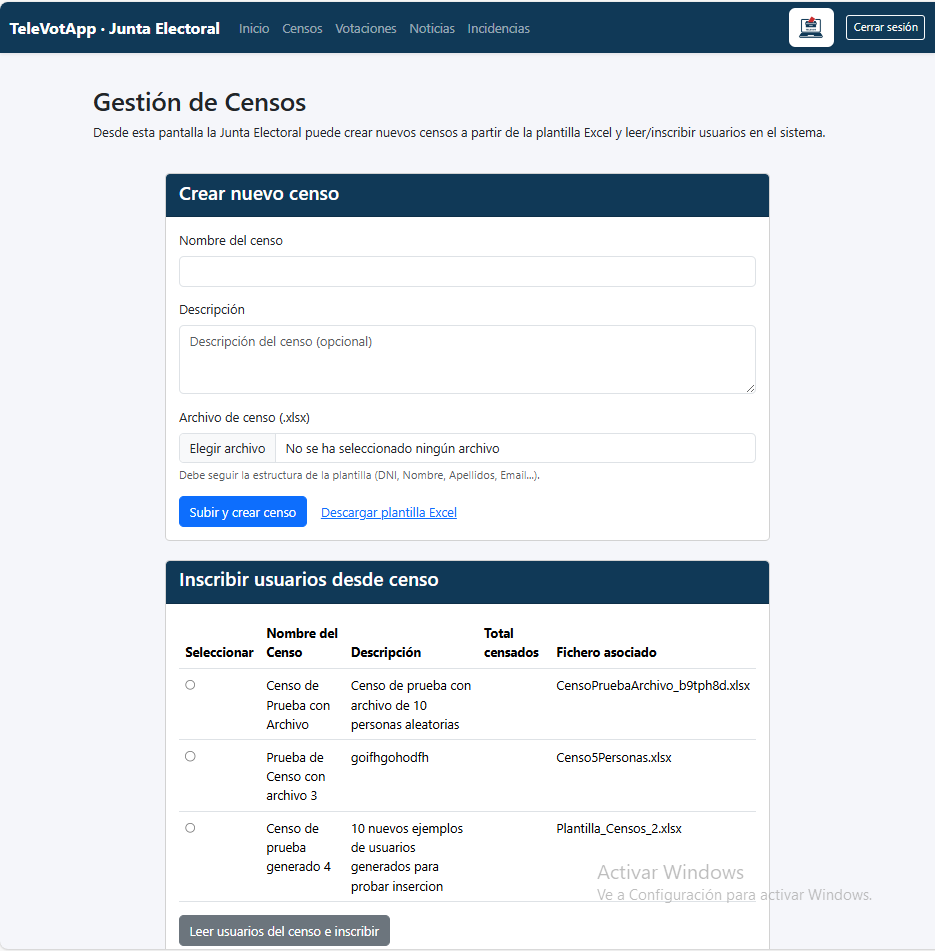 TeleVotApp · Junta Electoral Inicio Censos Votaciones Noticias Incidencias Cerrar sesión
Gestión de Censos
Desde esta pantalla la Junta Electoral puede crear nuevos censos a partir de la plantilla Excel y leer/inscribir usuarios en el sistema.
Crear nuevo censo
Nombre del censo
Descripción
Descripción del censo (opcional)
Archivo de censo (.xlsx)
Elegir archivo No se ha seleccionado ningún archivo
Debe seguir la estructura de la plantilla (DNI, Nombre, Apellidos, Email...).
Subir y crear censo Descargar plantilla Excel
Inscribir usuarios desde censo
Nombre del Total
Seleccionar Censo Descripción censados Fichero asociado
Censo de Censo de prueba con CensoPruebaArchivo_b9tph8d.xlsx
Prueba con archivo de 10
Archivo personas aleatorias
Prueba de goifhgohodfh Censo5Personas.xlsx
Censo con
archivo 3
Censo de 10 nuevos ejemplos Plantilla_Censos_2.xlsx
prueba de usuarios
generado 4 generados para
probar insercion
Activar Windows
Ve a Configuración para activar Windows.
Leer usuarios del censo e inscribir